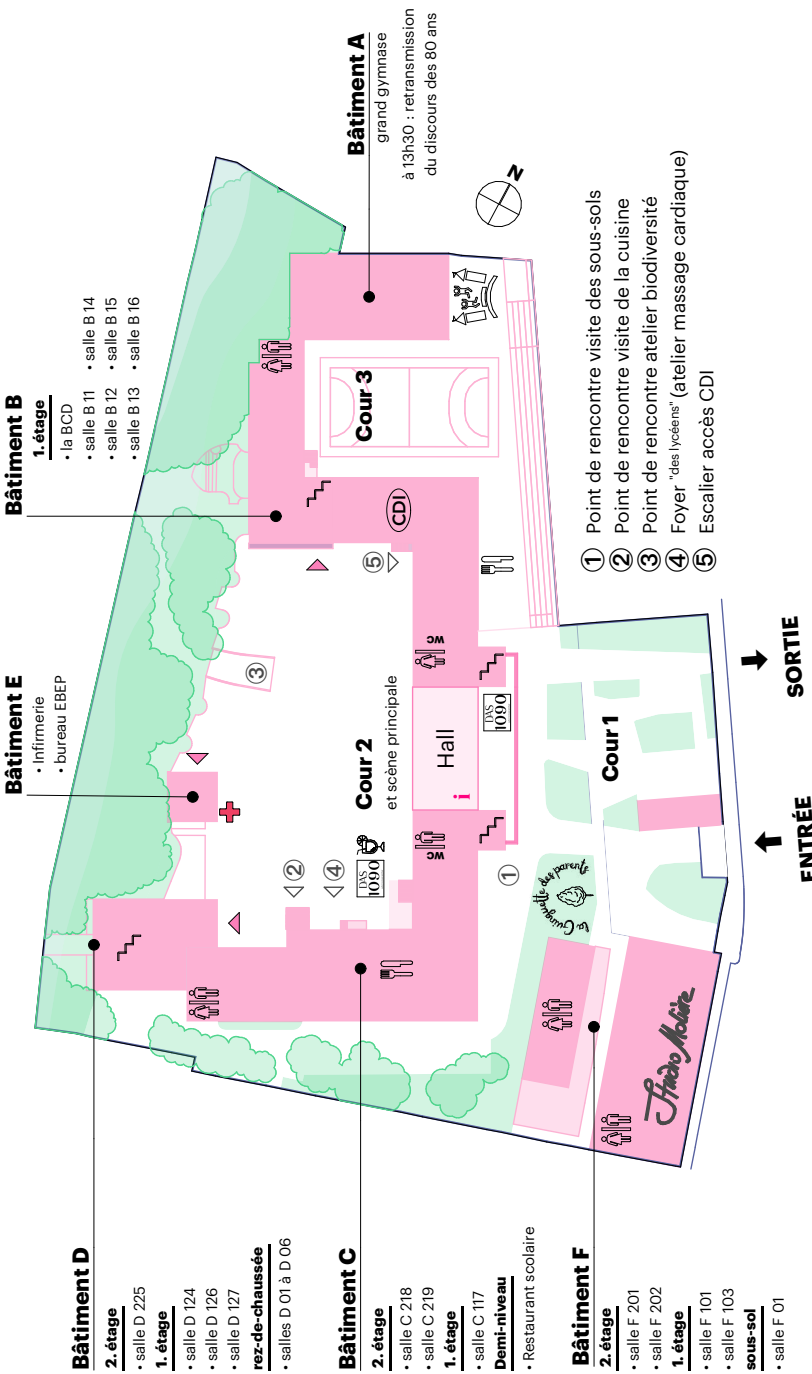 Bâtiment D
2. étage
• salle D 225
1. étage
• salle D 124
• salle D 126
• salle D 127
rez-de-chaussée
• salles D 01 à D 06
Bâtiment C
2. étage
• salle C 218
• salle C 219
1. étage
• salle C 117
Demi-niveau
• Restaurant scolaire
Bâtiment F
2. étage
• salle F 201
• salle F 202
1. étage
• salle F 101
• salle F 103
sous-sol
• salle F 01
Bâtiment E
• Infirmerie
• bureau EBEP
Bâtiment B
1. étage
• la BCD
• salle B 11
• salle B 12
• salle B 13
• salle B 14
• salle B 15
• salle B 16
Bâtiment A
grand gymnase
à 13h30 : retransmission
du discours des 80 ans
N
Cour 3
CDI
5
3
Cour 2
et scène principale
2
4
DAS
1090
WC
Hall
i
WC
DAS
1090
1
Cour 1
La Guinguette des parents
Studio Molière
ENTRÉE
SORTIE
1 Point de rencontre visite des sous-sols
2 Point de rencontre visite de la cuisine
3 Point de rencontre atelier biodiversité
4 Foyer "des lycéens" (atelier massage cardiaque)
5 Escalier accès CDI